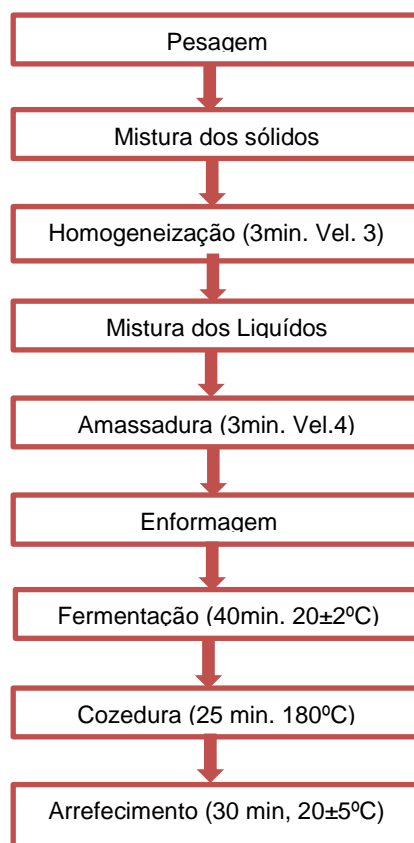 Pesagem
Mistura dos sólidos
Homogeneização (3min. Vel. 3)
Mistura dos Liquídos
Amassadura (3min. Vel.4)
Enformagem
Fermentação (40min. 20±2ºC)
Cozedura (25 min. 180ºC)
Arrefecimento (30 min, 20±5ºC)